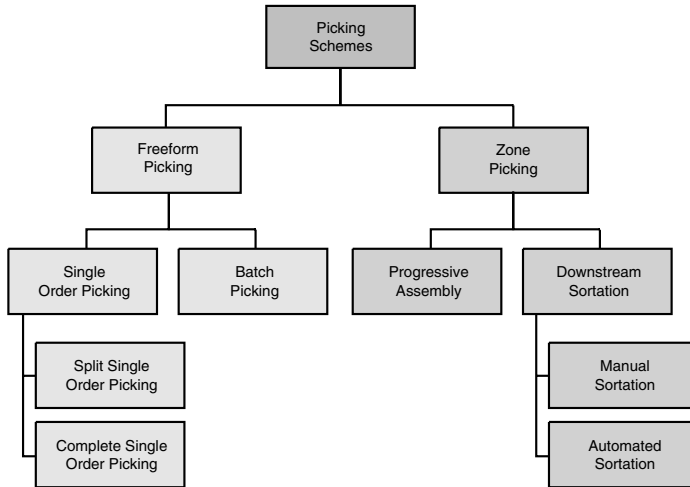 Picking
Schemes
Freeform
Picking
Zone
Picking
Single
Order Picking
Batch
Picking
Progressive
Assembly
Downstream
Sortation
Split Single
Order Picking
Manual
Sortation
Complete Single
Order Picking
Automated
Sortation